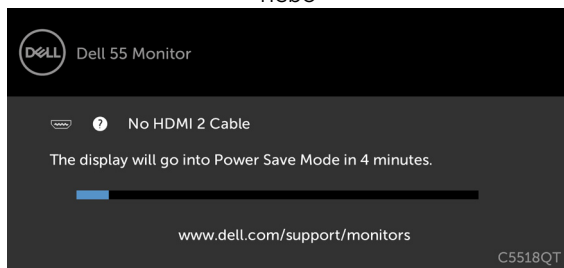 nebo
DELL
Dell 55 Monitor
? No HDMI 2 Cable
The display will go into Power Save Mode in 4 minutes.
www.dell.com/support/monitors
C5518QT